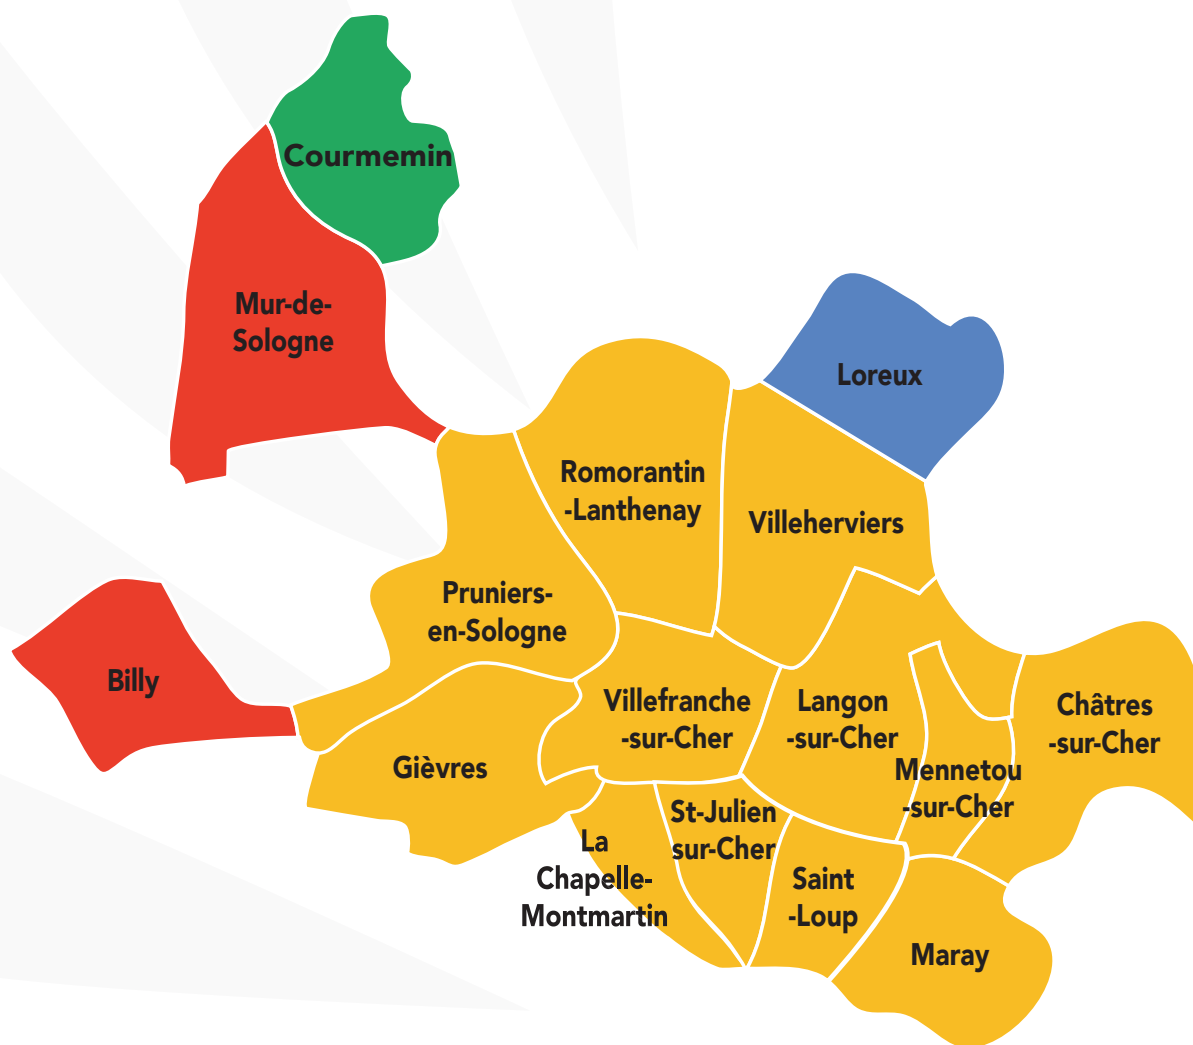 Courmemin
Mur-de-
Sologne
Loreux
Romorantin
-Lanthenay
Villeherviers
Pruniers-
en-Sologne
Billy
Villefranche
-sur-Cher
Langon
-sur-Cher
Châtres
-sur-Cher
Gièvres
Mennetou
-sur-Cher
St-Julien
sur-Cher
La
Chapelle-
Montmartin
Saint
-Loup
Maray